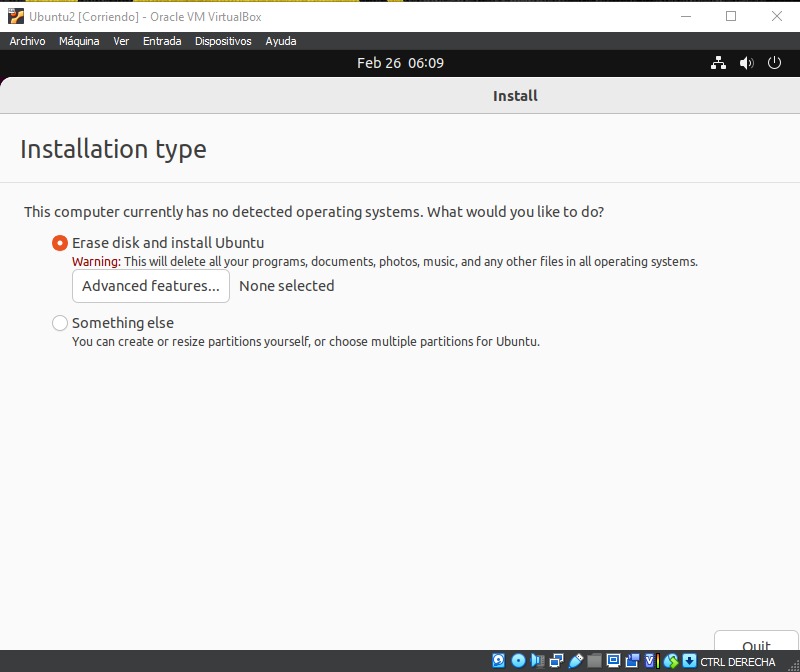 Ubuntu2 [Corriendo] - Oracle VM VirtualBox
Archivo Máquina Ver Entrada Dispositivos Ayuda
Feb 26 06:09
Install
Installation type
This computer currently has no detected operating systems. What would you like to do?
Erase disk and install Ubuntu
Warning: This will delete all your programs, documents, photos, music, and any other files in all operating systems.
Advanced features... None selected
Something else
You can create or resize partitions yourself, or choose multiple partitions for Ubuntu.
Quit
CTRL DERECHA